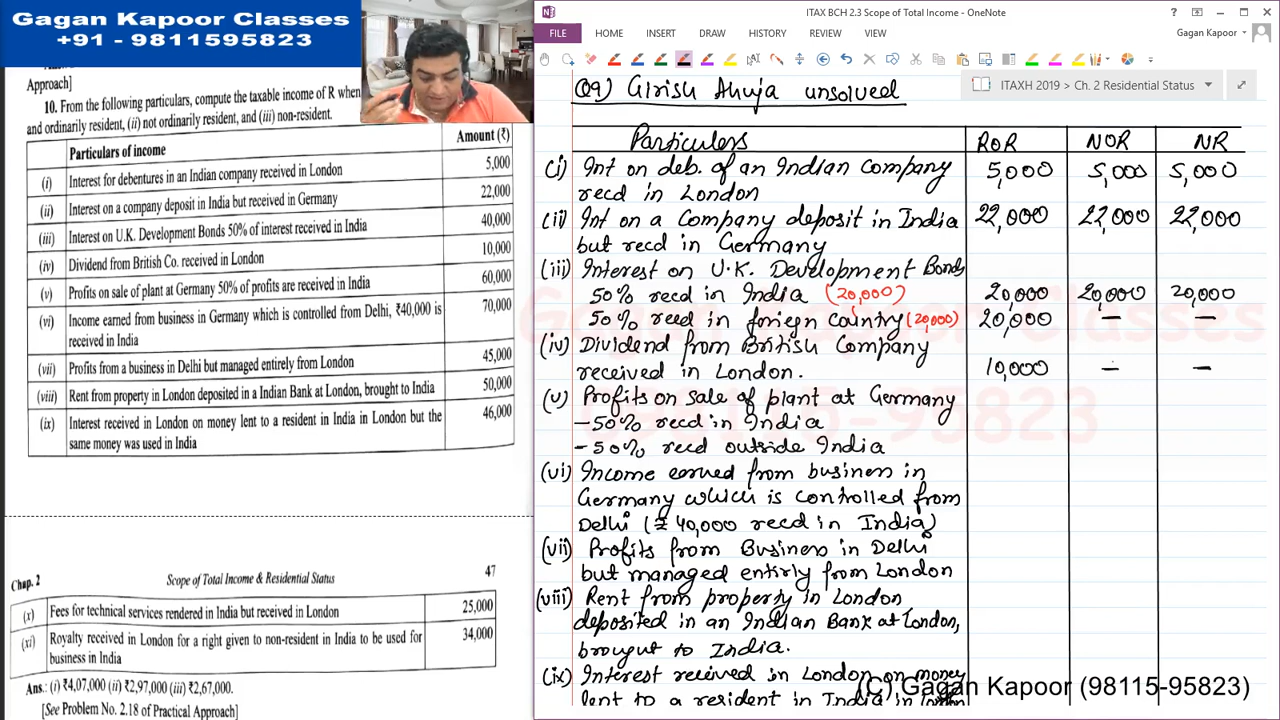 Gagan Kapoor Classes
+91 - 9811595823
Approach]
10. From the following particulars, compute the taxable income of R when
and ordinarily resident, (ii) not ordinarily resident, and (iii) non-resident.
Particulars of income
Amount (₹)
(i) Interest for debentures in an Indian company received in London 5,000
(ii) Interest on a company deposit in India but received in Germany 22,000
(iii) Interest on U.K. Development Bonds 50% of interest received in India 40,000
(iv) Dividend from British Co. received in London 10,000
(v) Profits on sale of plant at Germany 50% of profits are received in India 60,000
(vi) Income earned from business in Germany which is controlled from Delhi, ₹40,000 is 70,000
received in India
(vii) Profits from a business in Delhi but managed entirely from London 45,000
(viii) Rent from property in London deposited in a Indian Bank at London, brought to India 50,000
(ix) Interest received in London on money lent to a resident in India in London but the 46,000
same money was used in India
Chap. 2 Scope of Total Income & Residential Status 47
(x) Fees for technical services rendered in India but received in London 25,000
(xi) Royalty received in London for a right given to non-resident in India to be used for 34,000
business in India
Ans.: (i) ₹4,07,000 (ii) ₹2,97,000 (iii) ₹2,67,000.
[See Problem No. 2.18 of Practical Approach]
ITAX BCH 2.3 Scope of Total Income - OneNote
FILE HOME INSERT DRAW HISTORY REVIEW VIEW
Gagan Kapoor
ITAXH 2019 > Ch. 2 Residential Status
Q9) Girish Ahuja unsolved
Particulers ROR NOR NR
(i) Int on deb. of an Indian Company 5,000 5,000 5,000
recd in London
(ii) Int on a Company deposit in India 22,000 22,000 22,000
but recd in Germany
(iii) Interest on U.K. Development Bonds
50% recd in India (20,000) 20,000 20,000 20,000
50% recd in foriegn country (20,000) 20,000 — —
(iv) Dividend from British Company
received in London. 10,000 — —
(v) Profits on sale of plant at Germany
- 50% recd in India
- 50% recd outside India
(vi) Income earned from business in
Germany which is controlled from
Delhi (₹ 40,000 recd in India)
(vii) Profits from Business in Delhi
but managed entirly from London
(viii) Rent from property in London
deposited in an Indian Bank at London,
brougut to India.
(ix) Interest received in London on money
lent to a resident in India in London
Gagan Kapoor Classes
98115-95823
(C) Gagan Kapoor (98115-95823)